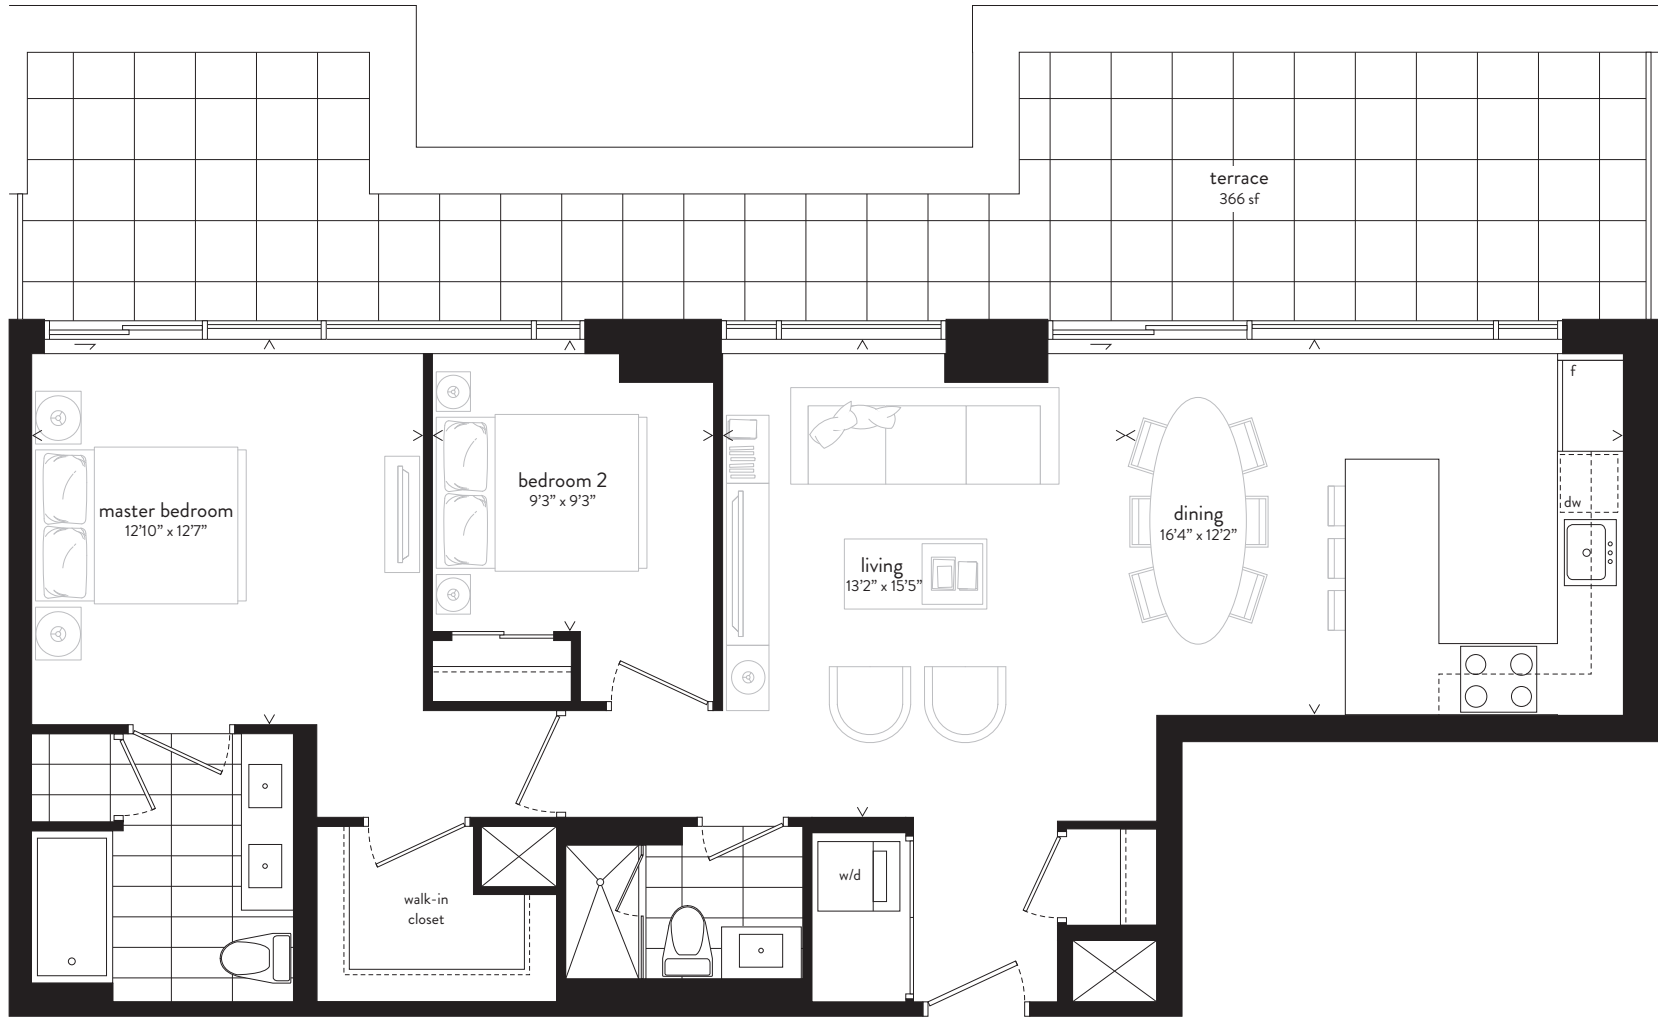 terrace
366 sf
f
bedroom 2
9'3” x 9'3”
master bedroom
12'10” x 12'7”
dw
dining
16'4” x 12'2”
living
13'2” x 15'5”
w/d
walk-in
closet